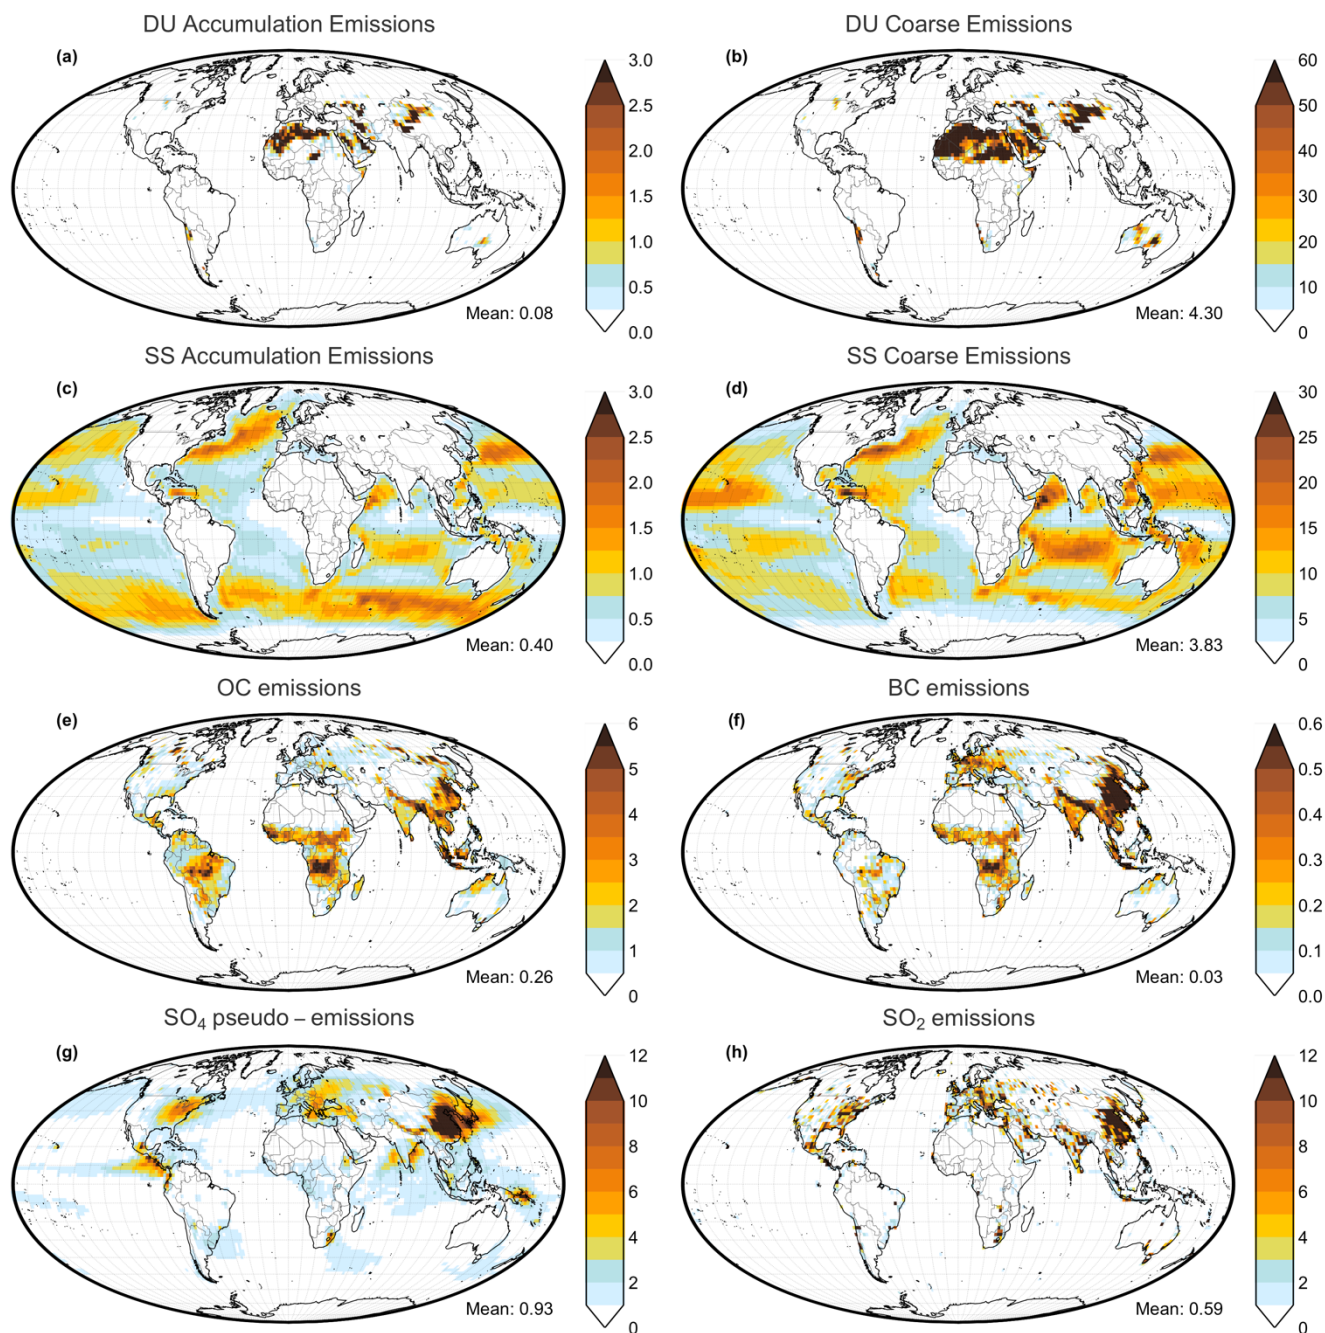 DU Accumulation Emissions
(a)
3.0
2.5
2.0
1.5
1.0
0.5
0.0
Mean: 0.08
DU Coarse Emissions
(b)
60
50
40
30
20
10
0
Mean: 4.30
SS Accumulation Emissions
(c)
3.0
2.5
2.0
1.5
1.0
0.5
0.0
Mean: 0.40
SS Coarse Emissions
(d)
30
25
20
15
10
5
0
Mean: 3.83
OC emissions
(e)
6
5
4
3
2
1
0
Mean: 0.26
BC emissions
(f)
0.6
0.5
0.4
0.3
0.2
0.1
0.0
Mean: 0.03
SO₄ pseudo – emissions
(g)
12
10
8
6
4
2
0
Mean: 0.93
SO₂ emissions
(h)
12
10
8
6
4
2
0
Mean: 0.59